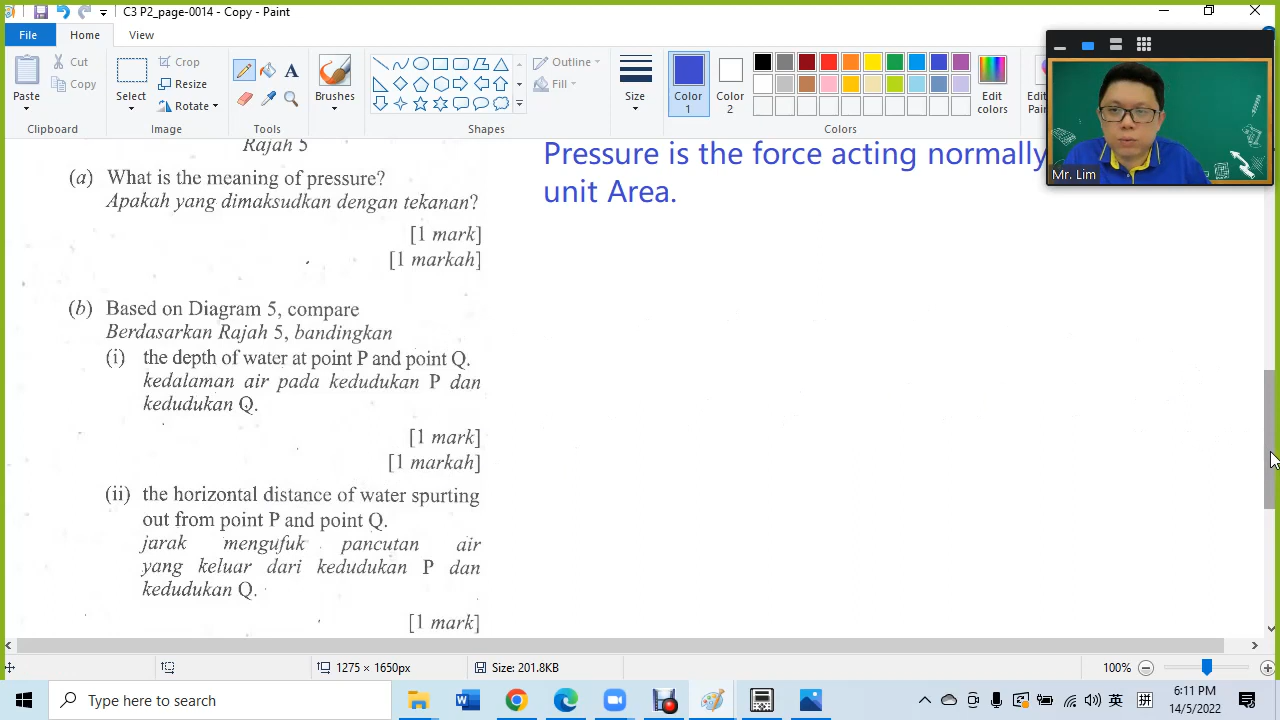 C3 P2_page-0014 - Copy - Paint
File
Home
View
Paste
Cut
Copy
Clipboard
Select
Crop
Resize
Rotate
Image
A
Tools
Brushes
Outline
Fill
Shapes
Size
Color
1
Color
2
Edit
colors
Edit
Colors
Mr. Lim
Rajah 5
(a) What is the meaning of pressure?
Apakah yang dimaksudkan dengan tekanan?
[1 mark]
[1 markah]
(b) Based on Diagram 5, compare
Berdasarkan Rajah 5, bandingkan
(i) the depth of water at point P and point Q.
kedalaman air pada kedudukan P dan
kedudukan Q.
[1 mark]
[1 markah]
(ii) the horizontal distance of water spurting
out from point P and point Q.
jarak mengufuk pancutan air
yang keluar dari kedudukan P dan
kedudukan Q.
[1 mark]
Pressure is the force acting normally
unit Area.
1275 × 1650px
Size: 201.8KB
100%
Type here to search
英
拼
6:11 PM
14/5/2022